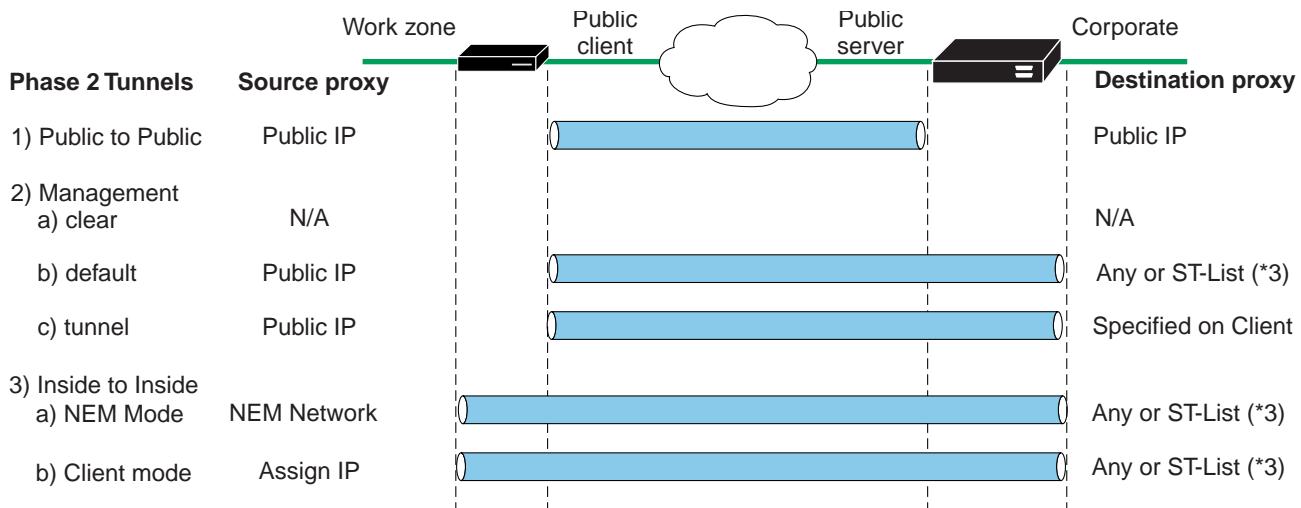 Work zone
Public
client
Public
server
Corporate
Phase 2 Tunnels Source proxy Destination proxy
1) Public to Public Public IP Public IP
2) Management
a) clear N/A N/A
b) default Public IP Any or ST-List (*3)
c) tunnel Public IP Specified on Client
3) Inside to Inside
a) NEM Mode NEM Network Any or ST-List (*3)
b) Client mode Assign IP Any or ST-List (*3)